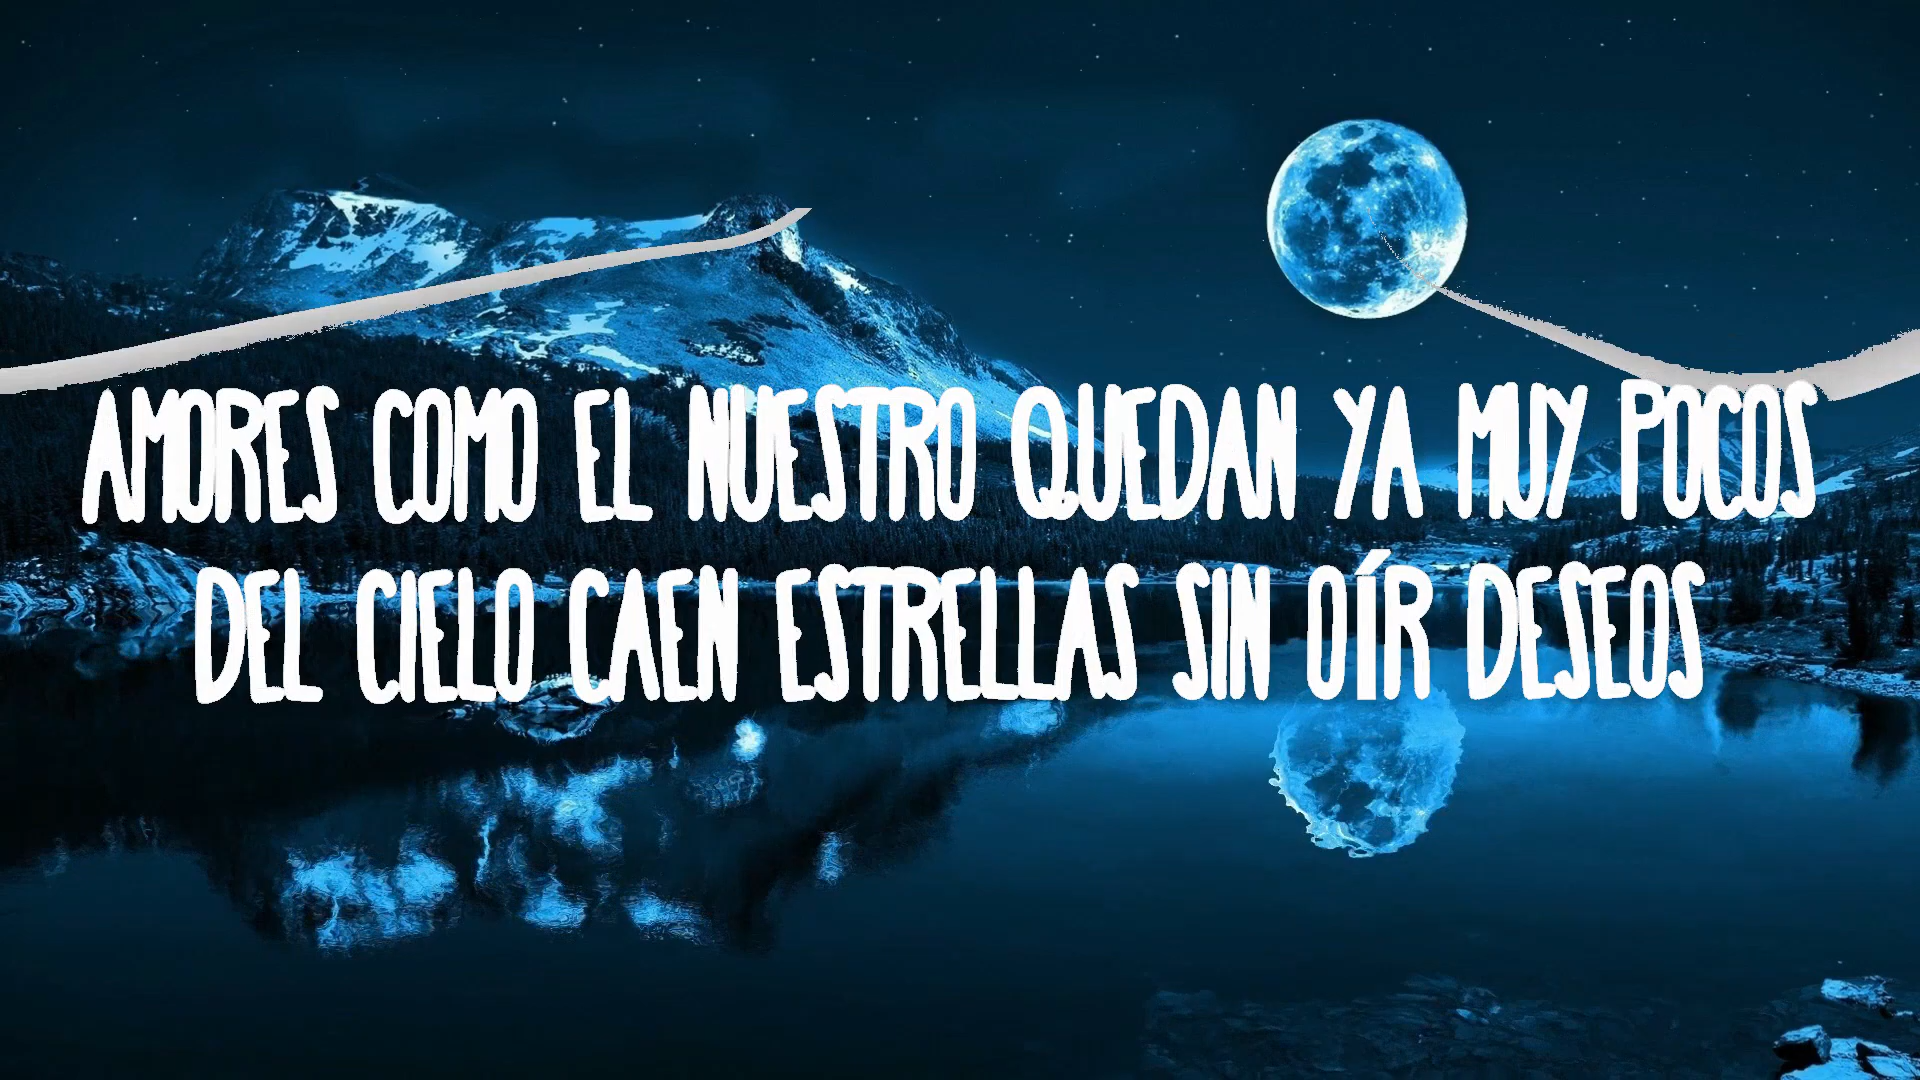 AMORES COMO EL NUESTRO QUEDAN YA MUY POCOS
DEL CIELO CAEN ESTRELLAS SIN OÍR DESEOS